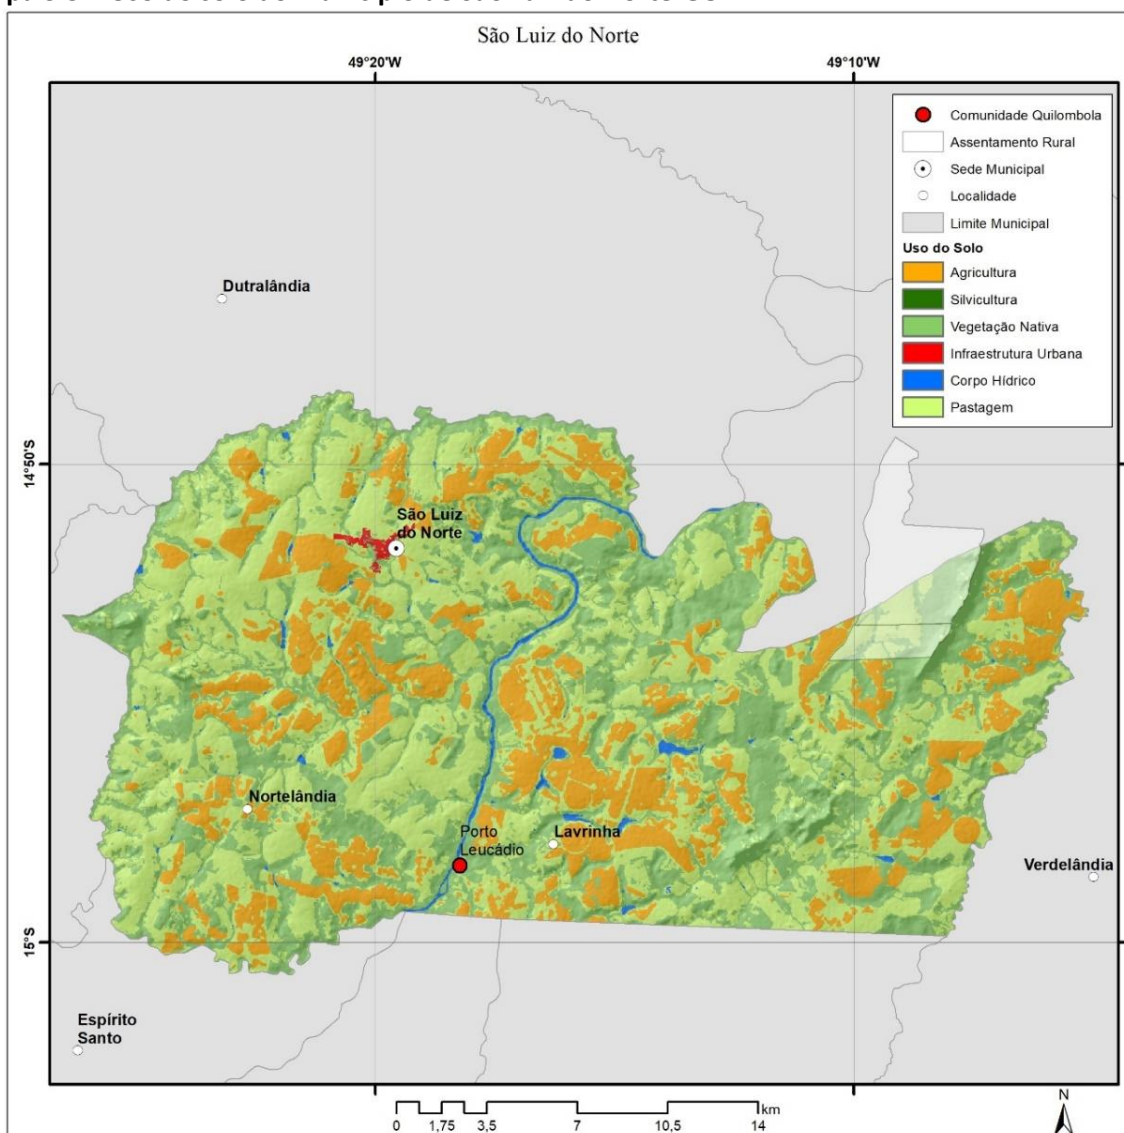 São Luiz do Norte
49°20'W
49°10'W
Comunidade Quilombola
Assentamento Rural
Sede Municipal
Localidade
Limite Municipal
Uso do Solo
Agricultura
Silvicultura
Vegetação Nativa
Infraestrutura Urbana
Corpo Hídrico
Pastagem
Dutralândia
14°50'S
São Luiz
do Norte
Nortelândia
Porto
Leucádio
Lavrinha
Verdelândia
15°S
Espírito
Santo
N
km
0 1,75 3,5 7 10,5 14